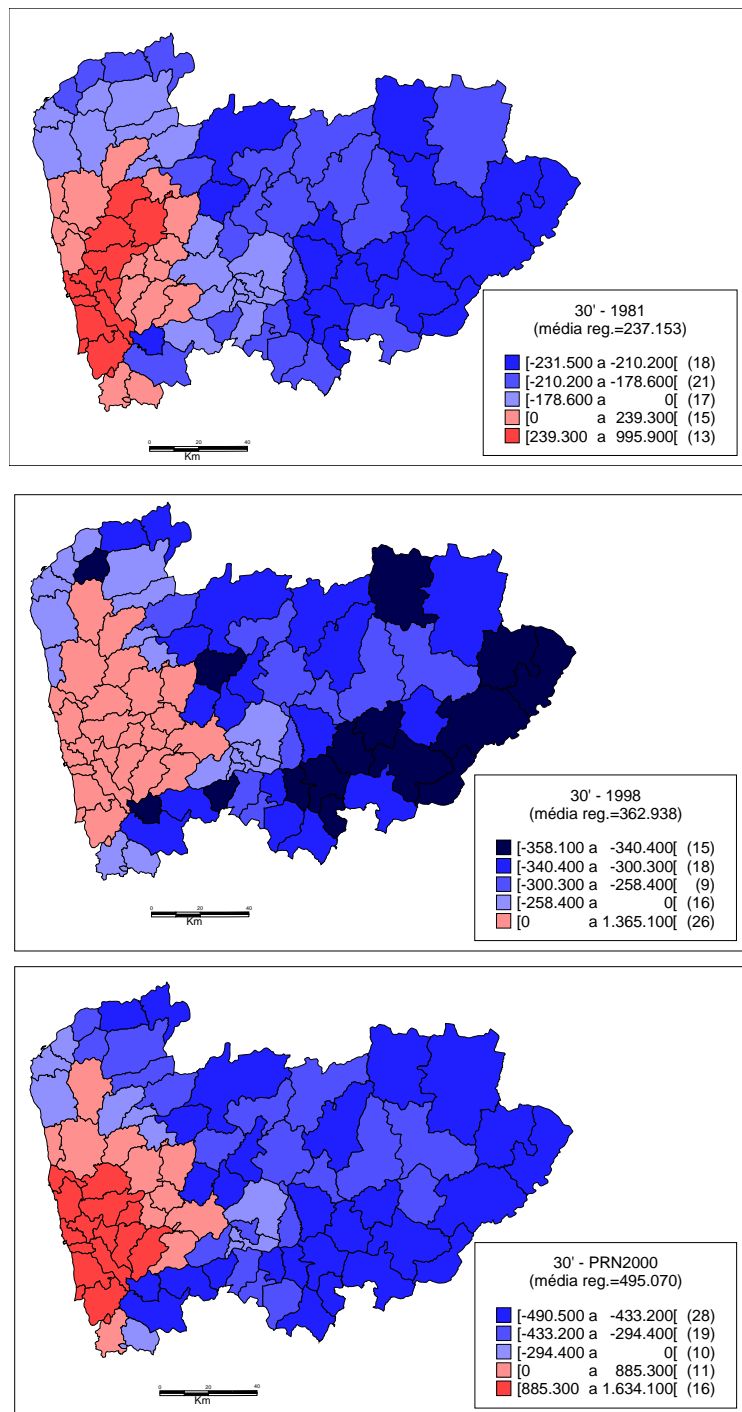 30' - 1981
(média reg.=237.153)
[-231.500 a -210.200[ (18)
[-210.200 a -178.600[ (21)
[-178.600 a 0[ (17)
[0 a 239.300[ (15)
[239.300 a 995.900[ (13)
0 20 40
Km
30' - 1998
(média reg.=362.938)
[-358.100 a -340.400[ (15)
[-340.400 a -300.300[ (18)
[-300.300 a -258.400[ (9)
[-258.400 a 0[ (16)
[0 a 1.365.100[ (26)
0 20 40
Km
30' - PRN2000
(média reg.=495.070)
[-490.500 a -433.200[ (28)
[-433.200 a -294.400[ (19)
[-294.400 a 0[ (10)
[0 a 885.300[ (11)
[885.300 a 1.634.100[ (16)
0 20 40
Km